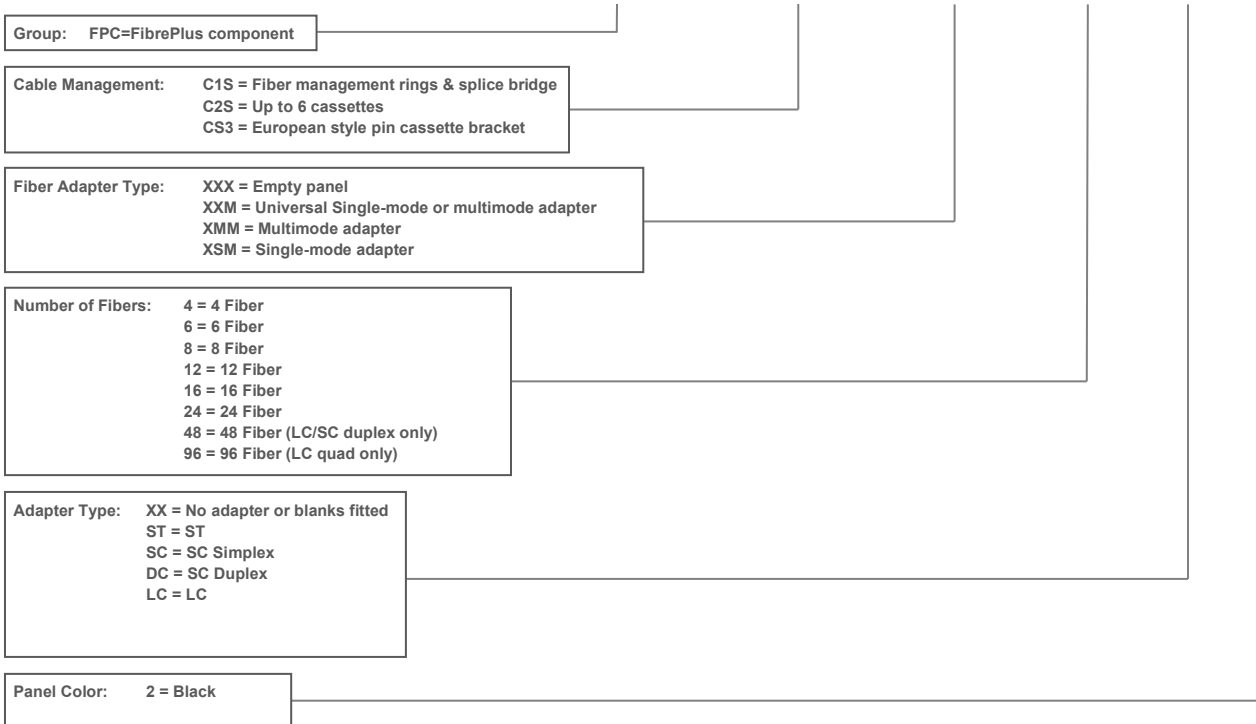 Group: FPC=FibrePlus component
Cable Management: C1S = Fiber management rings & splice bridge
C2S = Up to 6 cassettes
CS3 = European style pin cassette bracket
Fiber Adapter Type: XXX = Empty panel
XXM = Universal Single-mode or multimode adapter
XMM = Multimode adapter
XSM = Single-mode adapter
Number of Fibers: 4 = 4 Fiber
6 = 6 Fiber
8 = 8 Fiber
12 = 12 Fiber
16 = 16 Fiber
24 = 24 Fiber
48 = 48 Fiber (LC/SC duplex only)
96 = 96 Fiber (LC quad only)
Adapter Type: XX = No adapter or blanks fitted
ST = ST
SC = SC Simplex
DC = SC Duplex
LC = LC
Panel Color: 2 = Black